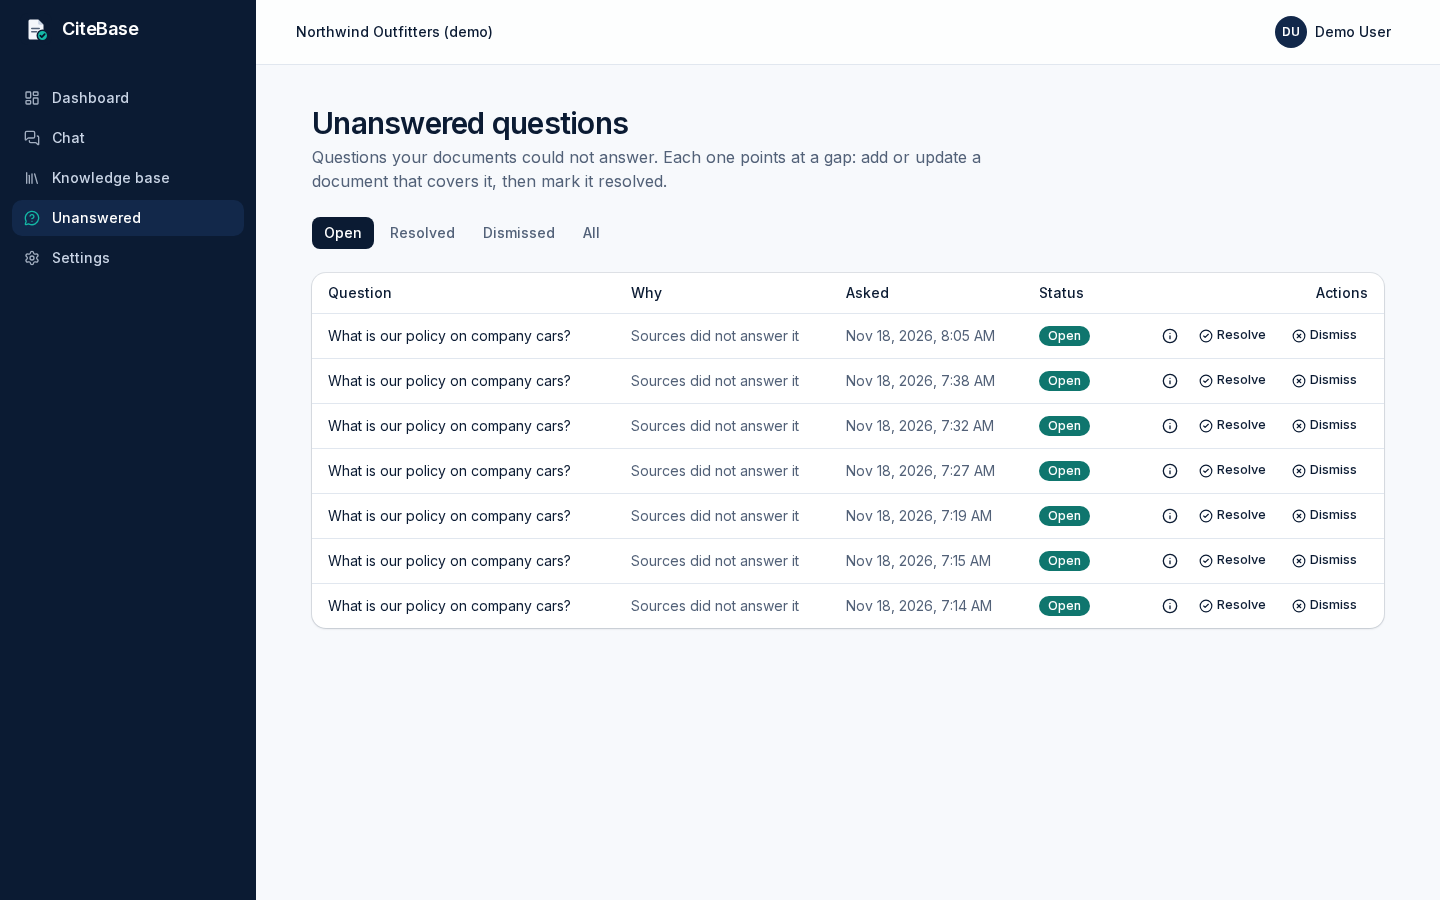 CiteBase
Northwind Outfitters (demo)
DU
Demo User
Dashboard
Chat
Knowledge base
Unanswered
Settings
Unanswered questions
Questions your documents could not answer. Each one points at a gap: add or update a
document that covers it, then mark it resolved.
Open Resolved Dismissed All
Question Why Asked Status Actions
What is our policy on company cars? Sources did not answer it Nov 18, 2026, 8:05 AM Open Resolve Dismiss
What is our policy on company cars? Sources did not answer it Nov 18, 2026, 7:38 AM Open Resolve Dismiss
What is our policy on company cars? Sources did not answer it Nov 18, 2026, 7:32 AM Open Resolve Dismiss
What is our policy on company cars? Sources did not answer it Nov 18, 2026, 7:27 AM Open Resolve Dismiss
What is our policy on company cars? Sources did not answer it Nov 18, 2026, 7:19 AM Open Resolve Dismiss
What is our policy on company cars? Sources did not answer it Nov 18, 2026, 7:15 AM Open Resolve Dismiss
What is our policy on company cars? Sources did not answer it Nov 18, 2026, 7:14 AM Open Resolve Dismiss